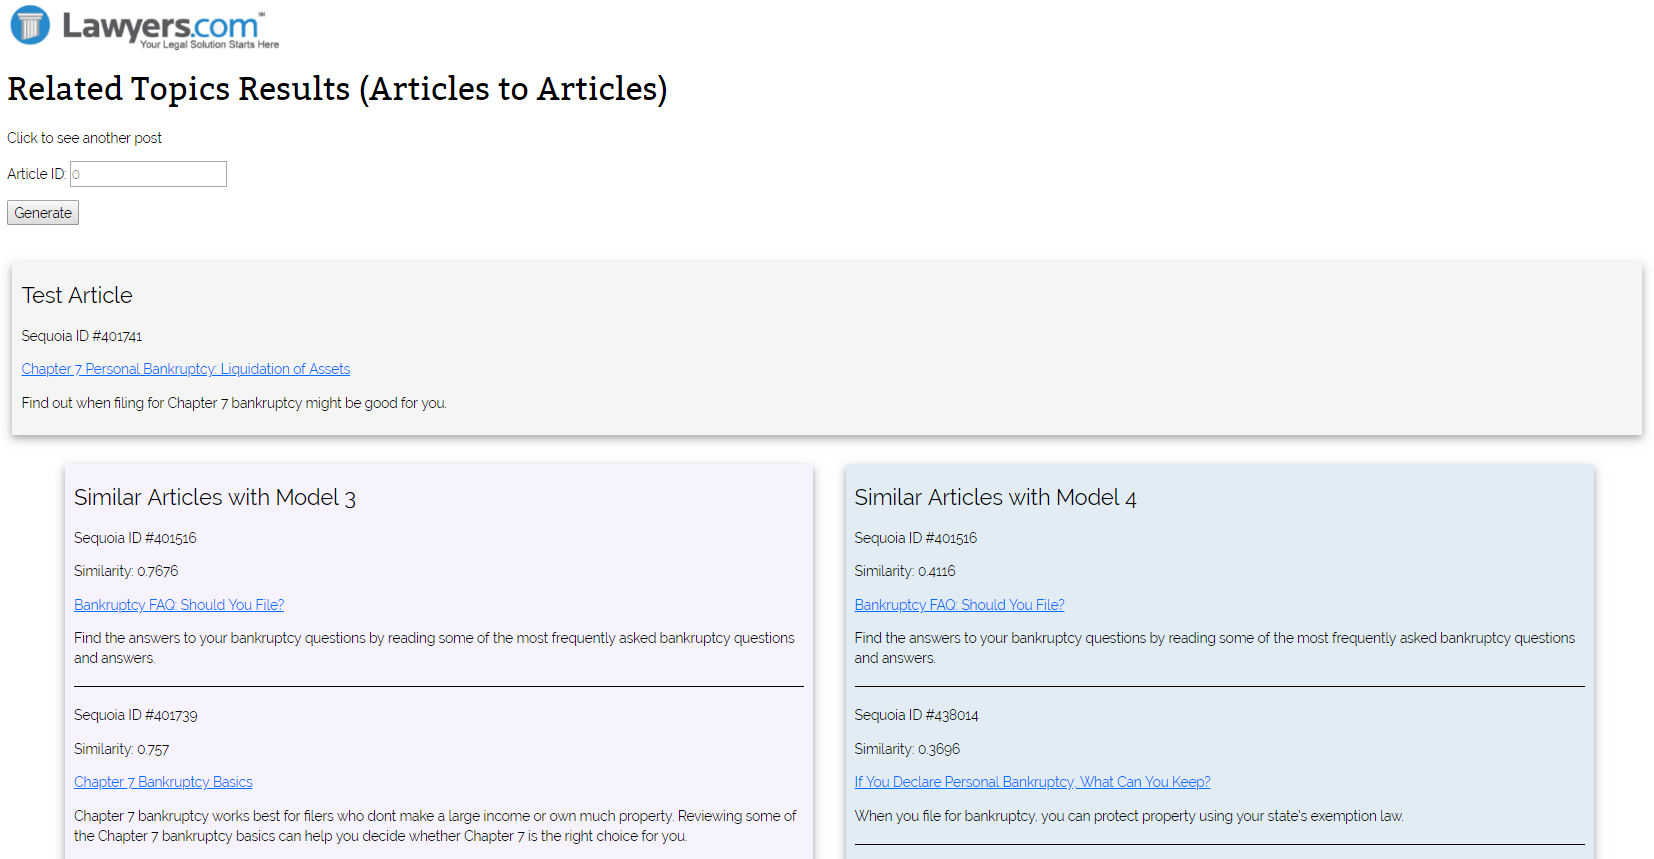 Lawyers.com℠
Your Legal Solution Starts Here
Related Topics Results (Articles to Articles)
Click to see another post
Article ID: 0
Generate
Test Article
Sequoia ID #401741
Chapter 7 Personal Bankruptcy: Liquidation of Assets
Find out when filing for Chapter 7 bankruptcy might be good for you.
Similar Articles with Model 3
Sequoia ID #401516
Similarity: 0.7676
Bankruptcy FAQ: Should You File?
Find the answers to your bankruptcy questions by reading some of the most frequently asked bankruptcy questions
and answers.
Sequoia ID #401739
Similarity: 0.757
Chapter 7 Bankruptcy Basics
Chapter 7 bankruptcy works best for filers who dont make a large income or own much property. Reviewing some of
the Chapter 7 bankruptcy basics can help you decide whether Chapter 7 is the right choice for you.
Similar Articles with Model 4
Sequoia ID #401516
Similarity: 0.4116
Bankruptcy FAQ: Should You File?
Find the answers to your bankruptcy questions by reading some of the most frequently asked bankruptcy questions
and answers.
Sequoia ID #438014
Similarity: 0.3696
If You Declare Personal Bankruptcy, What Can You Keep?
When you file for bankruptcy, you can protect property using your state's exemption law.